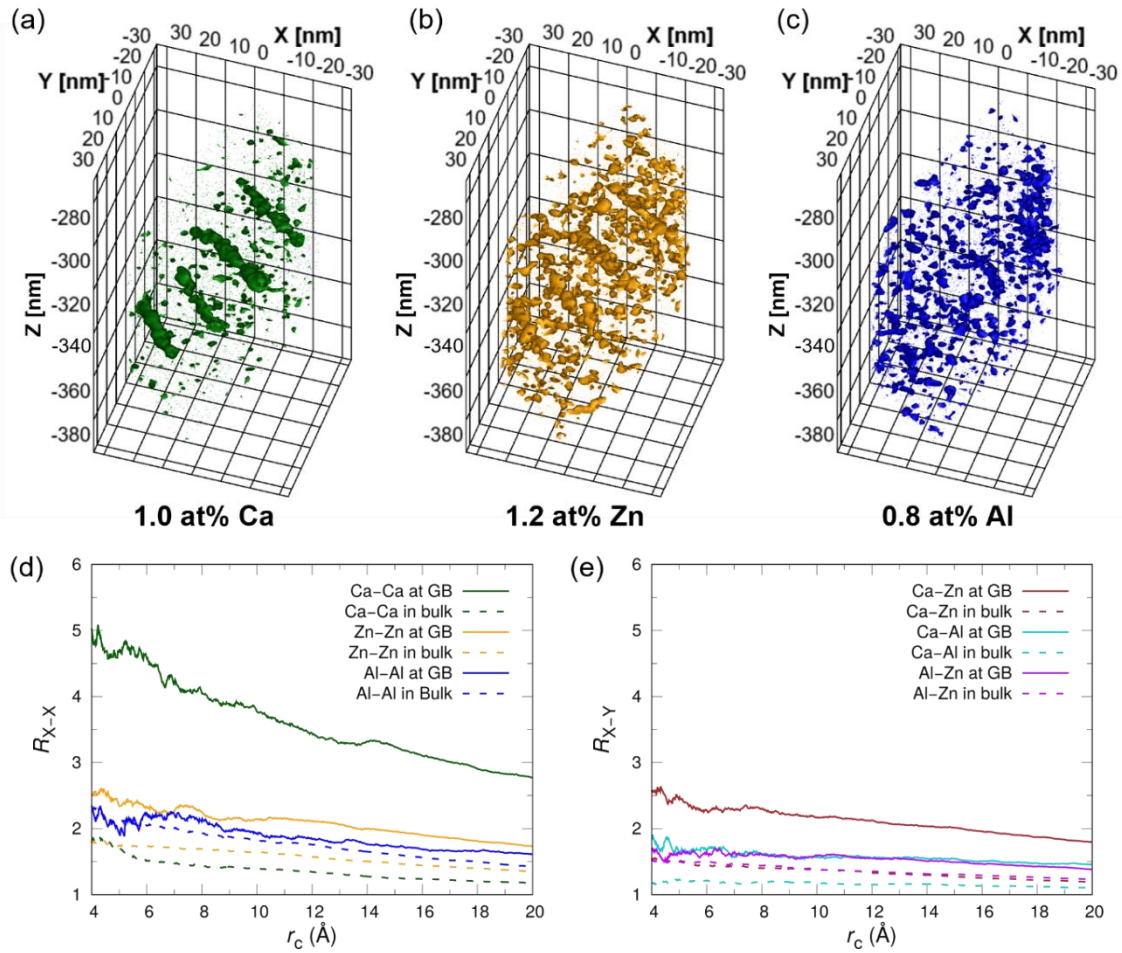 (a)
X [nm]
30
20
10
0
-10
-20
-30
Y [nm]
-30
-20
-10
0
10
20
30
Z [nm]
-280
-300
-320
-340
-360
-380
1.0 at% Ca
(b)
X [nm]
30
20
10
0
-10
-20
-30
Y [nm]
-30
-20
-10
0
10
20
30
Z [nm]
-280
-300
-320
-340
-360
-380
1.2 at% Zn
(c)
X [nm]
30
20
10
0
-10
-20
-30
Y [nm]
-30
-20
-10
0
10
20
30
Z [nm]
-280
-300
-320
-340
-360
-380
0.8 at% Al
(d)
Ca-Ca at GB
Ca-Ca in bulk
Zn-Zn at GB
Zn-Zn in bulk
Al-Al at GB
Al-Al in Bulk
RX-X
6
5
4
3
2
1
4 6 8 10 12 14 16 18 20
rc (Å)
(e)
Ca-Zn at GB
Ca-Zn in bulk
Ca-Al at GB
Ca-Al in bulk
Al-Zn at GB
Al-Zn in bulk
RX-Y
6
5
4
3
2
1
4 6 8 10 12 14 16 18 20
rc (Å)